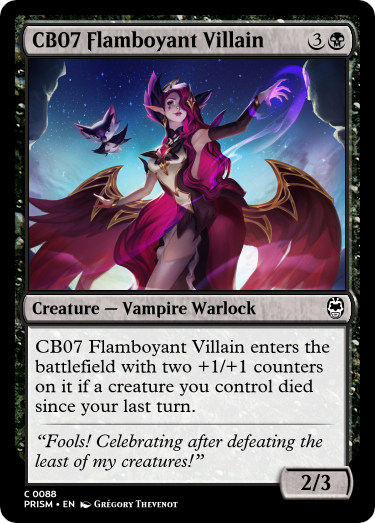 CB07 Flamboyant Villain 3
Creature — Vampire Warlock
CB07 Flamboyant Villain enters the
battlefield with two +1/+1 counters
on it if a creature you control died
since your last turn.
“Fools! Celebrating after defeating the
least of my creatures!”
2/3
C 0088
PRISM • EN Grégory Thevenot